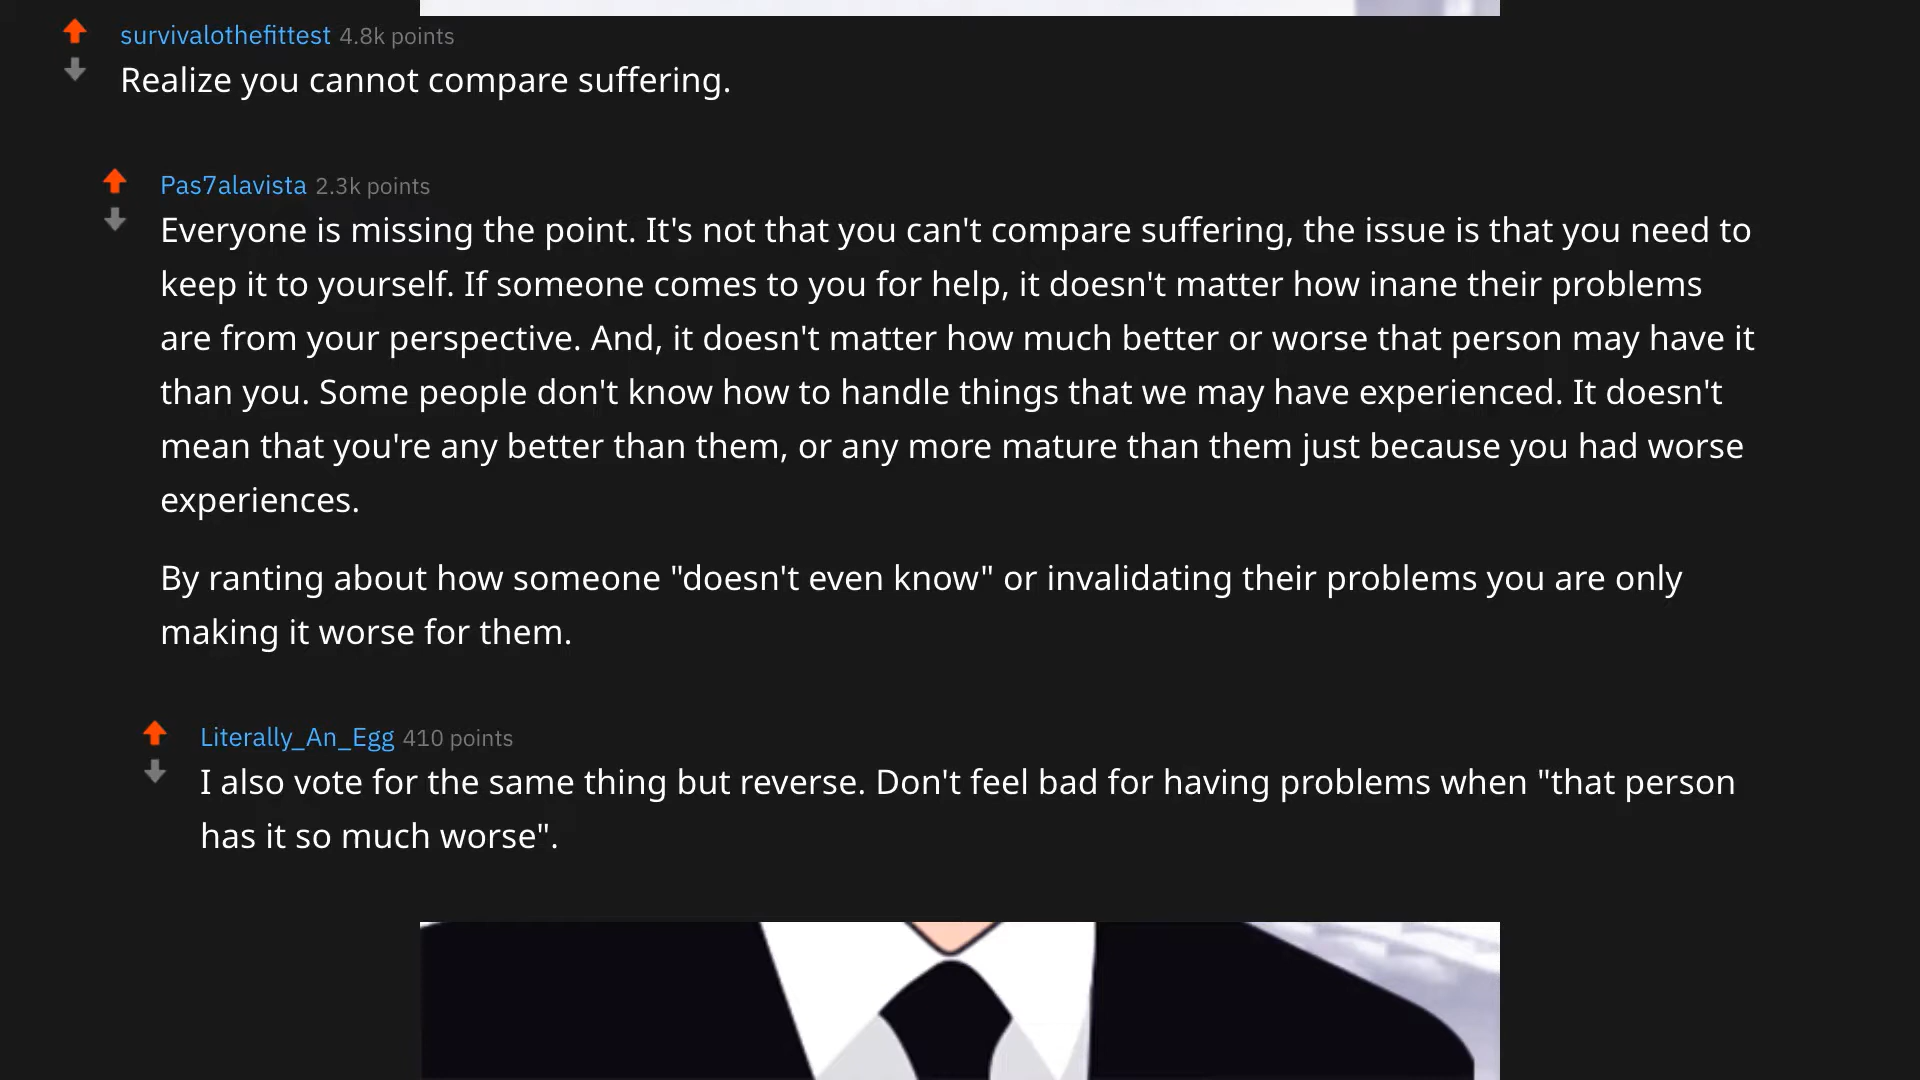 survivalothefittest 4.8k points
Realize you cannot compare suffering.
Pas7alavista 2.3k points
Everyone is missing the point. It's not that you can't compare suffering, the issue is that you need to
keep it to yourself. If someone comes to you for help, it doesn't matter how inane their problems
are from your perspective. And, it doesn't matter how much better or worse that person may have it
than you. Some people don't know how to handle things that we may have experienced. It doesn't
mean that you're any better than them, or any more mature than them just because you had worse
experiences.
By ranting about how someone "doesn't even know" or invalidating their problems you are only
making it worse for them.
Literally_An_Egg 410 points
I also vote for the same thing but reverse. Don't feel bad for having problems when "that person
has it so much worse".